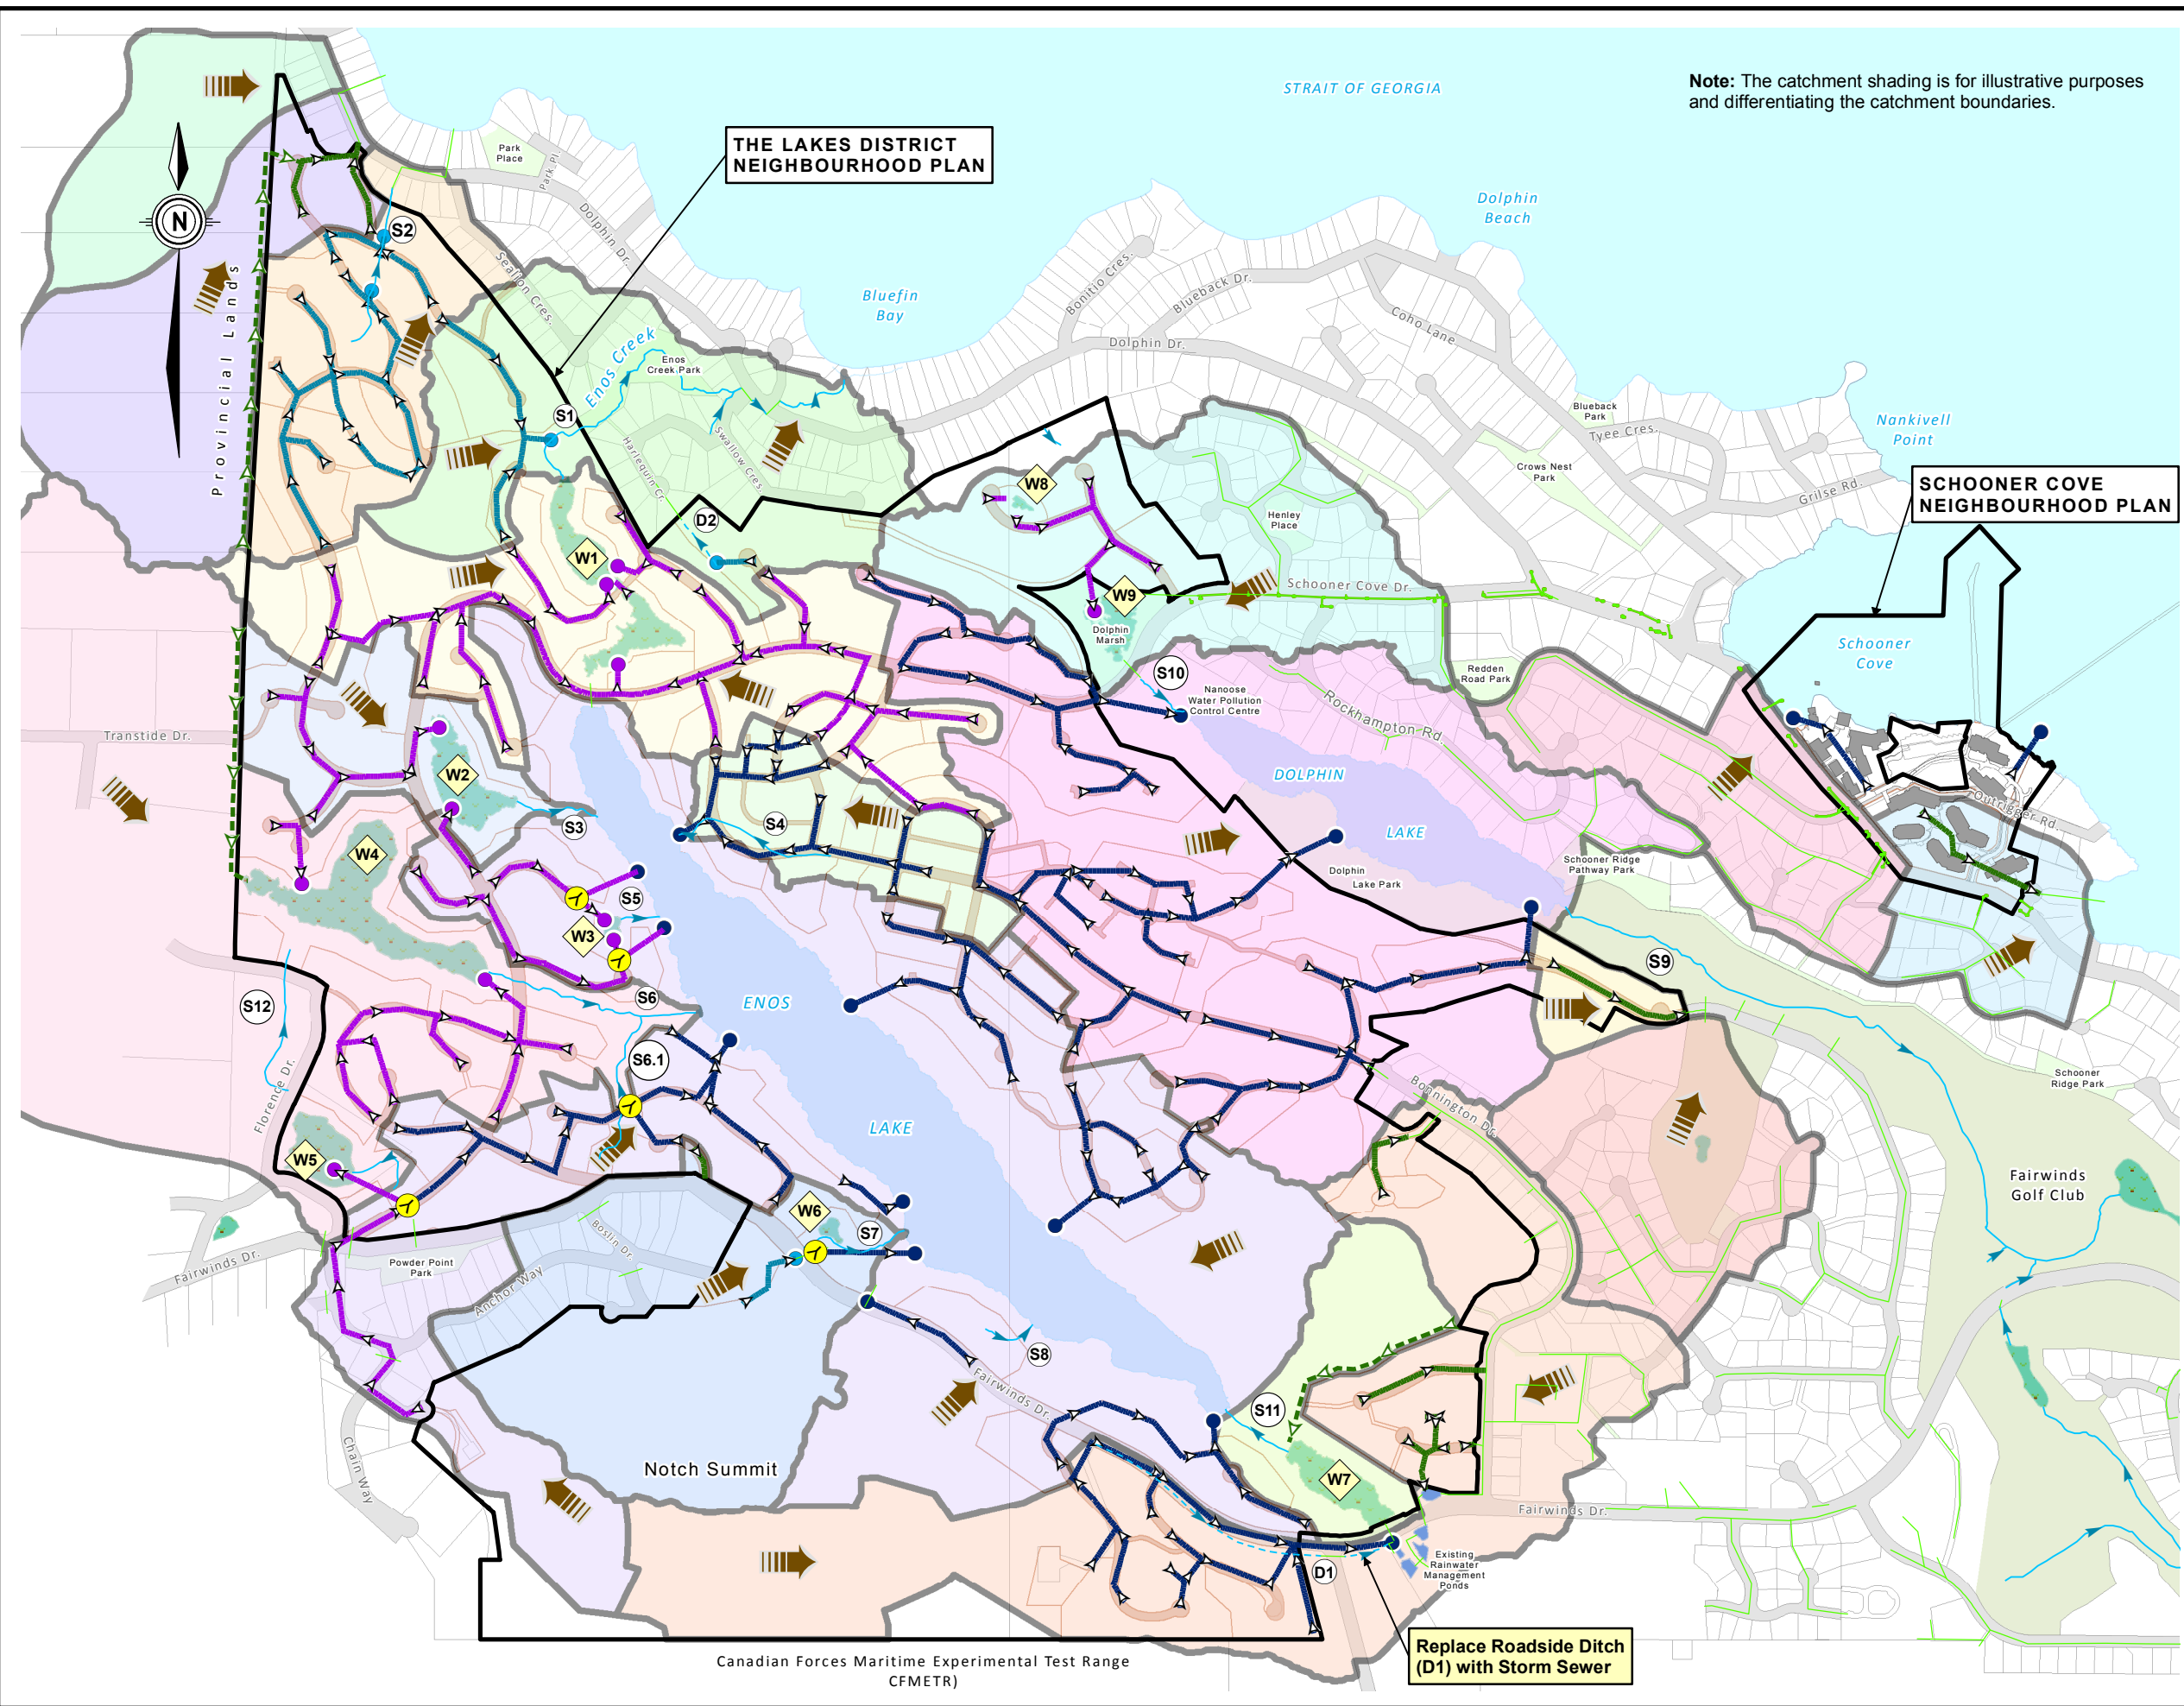 Note: The catchment shading is for illustrative purposes
and differentiating the catchment boundaries.
STRAIT OF GEORGIA
THE LAKES DISTRICT
NEIGHBOURHOOD PLAN
Park
Place
Park Pl.
Dolphin Dr.
Dolphin
Beach
N
S2
Sealion Cres.
Provincial Lands
Bluefin
Bay
Bonitio Cres.
Blueback Dr.
Coho Lane
Dolphin Dr.
Enos Creek
Enos
Creek Park
S1
Harlequin Cr.
Swallow Cres.
Blueback
Park
Tyee Cres.
Nankivell
Point
Crows Nest
Park
Grilse Rd.
SCHOONER COVE
NEIGHBOURHOOD PLAN
W8
D2
Henley
Place
W1
Schooner Cove Dr.
W9
Dolphin
Marsh
Schooner
Cove
S10
Redden
Road Park
Nanoose
Water Pollution
Control Centre
Rockhampton Rd.
Transtide Dr.
W2
DOLPHIN
LAKE
S3
S4
Outrigger Rd.
W4
Schooner Ridge
Pathway Park
Dolphin
Lake Park
S5
W3
S9
S6
ENOS
S12
S6.1
Schooner
Ridge Park
Florence Dr.
Bonnington Dr.
LAKE
W5
Fairwinds
Golf Club
W6
S7
Boslin Dr.
Powder Point
Park
Fairwinds Dr.
Anchor Way
S8
Fairwinds Dr.
S11
Chain Way
Notch Summit
W7
Fairwinds Dr.
Existing
Rainwater
Management
Ponds
D1
Replace Roadside Ditch
(D1) with Storm Sewer
Canadian Forces Maritime Experimental Test Range
CFMETR)